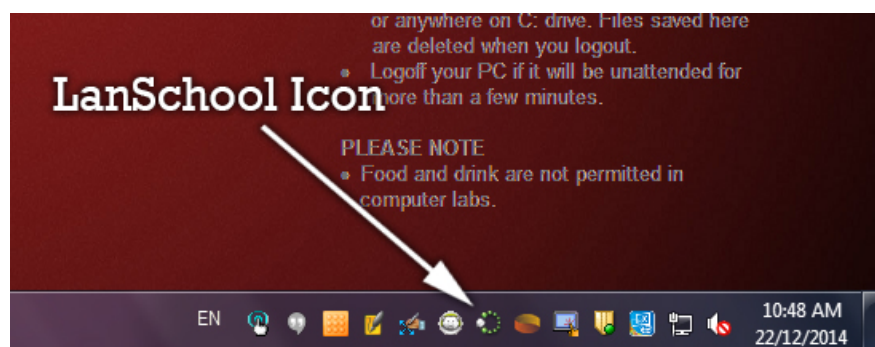 or anywhere on C: drive. Files saved here
are deleted when you logout.
• Logoff your PC if it will be unattended for
more than a few minutes.
LanSchool Icon
PLEASE NOTE
• Food and drink are not permitted in
computer labs.
EN
10:48 AM
22/12/2014